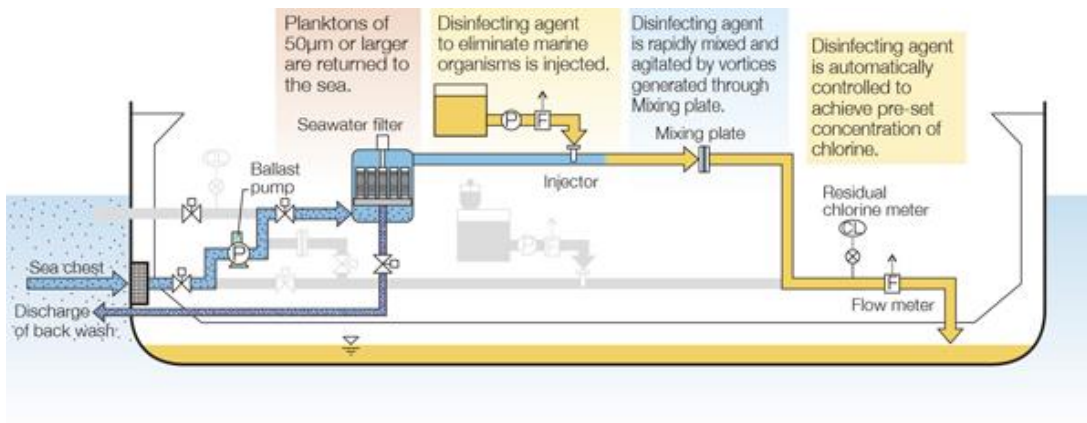 Planktons of
50μm or larger
are returned to
the sea.
Disinfecting agent
to eliminate marine
organisms is injected.
Disinfecting agent
is rapidly mixed and
agitated by vortices
generated through
Mixing plate.
Disinfecting agent
is automatically
controlled to
achieve pre-set
concentration of
chlorine.
Seawater filter
P
F
Mixing plate
Injector
Ballast
pump
P
CL
Residual
chlorine meter
CL
P
F
Sea chest
F
Flow meter
Discharge
of back wash